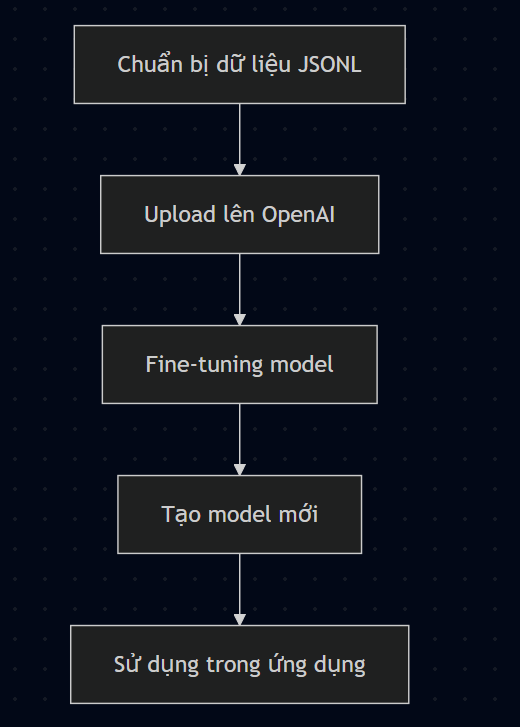 Chuẩn bị dữ liệu JSONL
Upload lên OpenAI
Fine-tuning model
Tạo model mới
Sử dụng trong ứng dụng